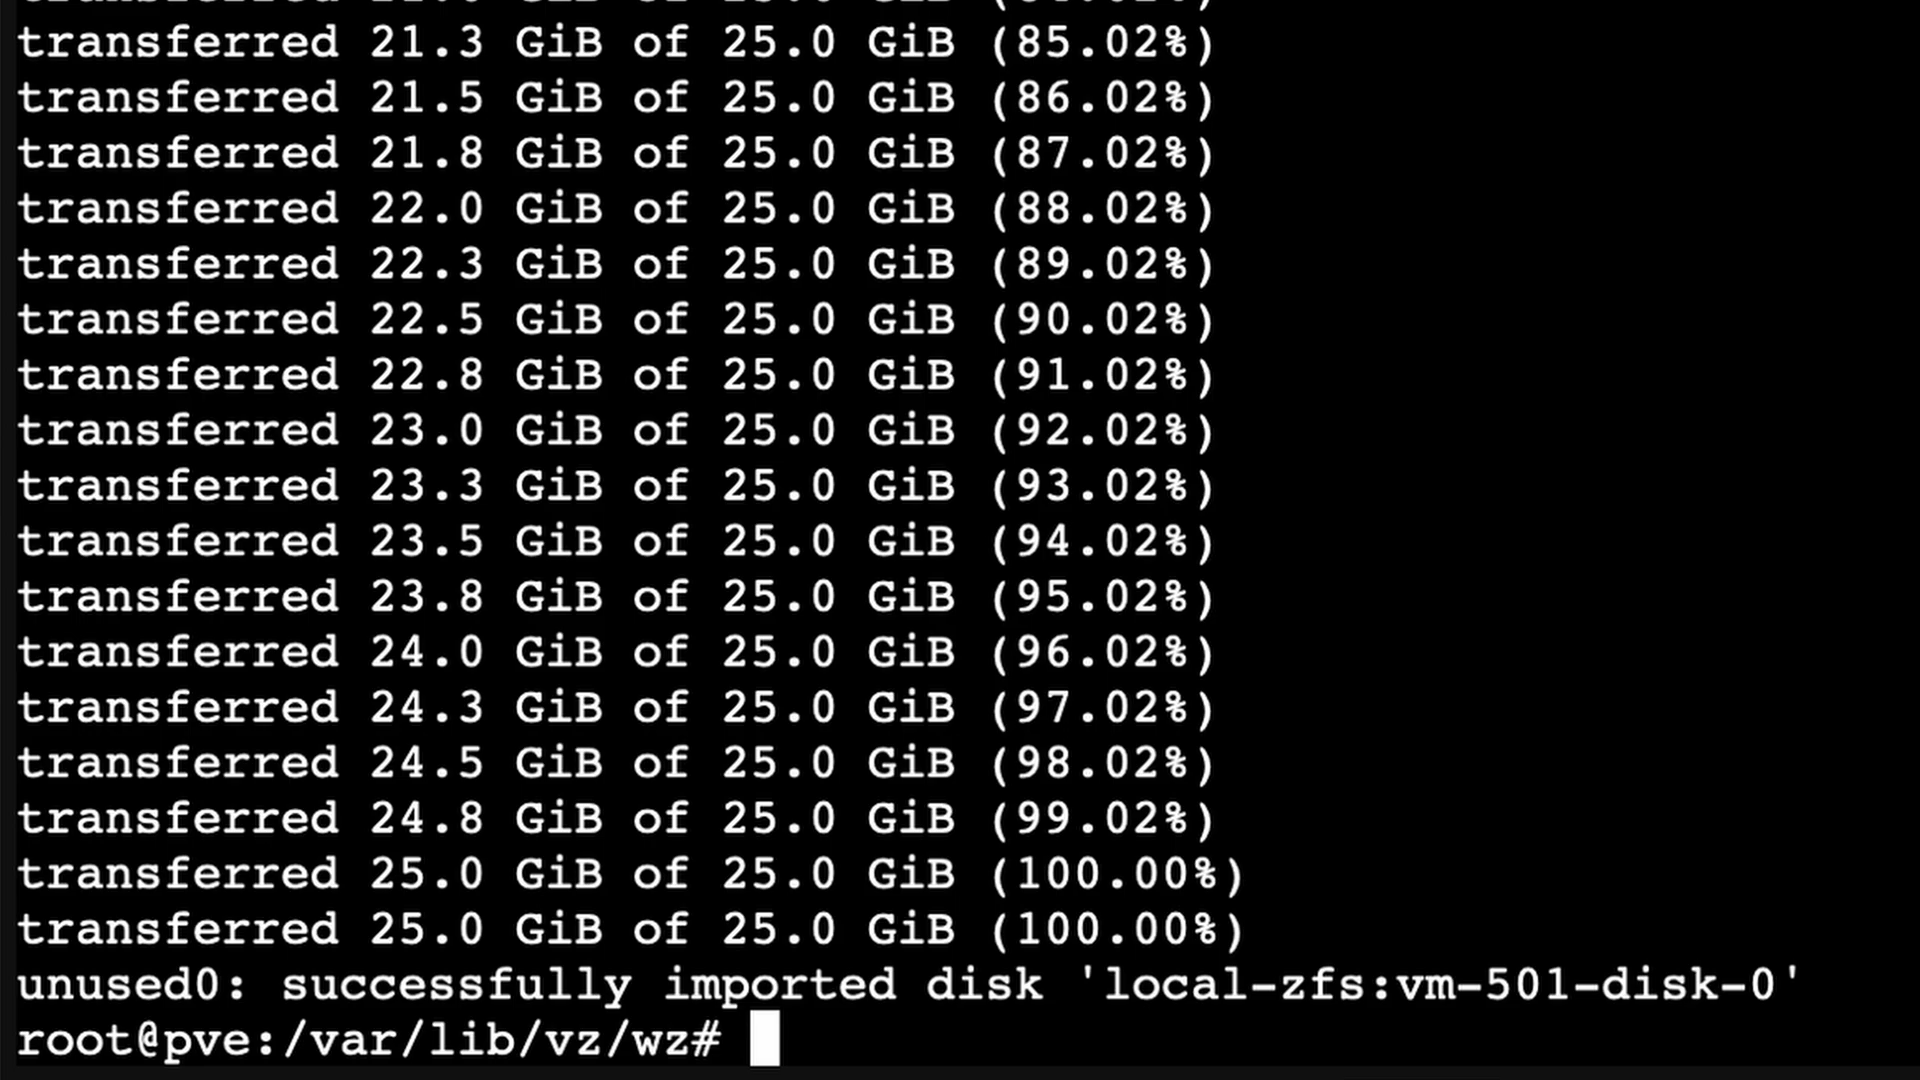 transferred 21.3 GiB of 25.0 GiB (85.02%)
transferred 21.5 GiB of 25.0 GiB (86.02%)
transferred 21.8 GiB of 25.0 GiB (87.02%)
transferred 22.0 GiB of 25.0 GiB (88.02%)
transferred 22.3 GiB of 25.0 GiB (89.02%)
transferred 22.5 GiB of 25.0 GiB (90.02%)
transferred 22.8 GiB of 25.0 GiB (91.02%)
transferred 23.0 GiB of 25.0 GiB (92.02%)
transferred 23.3 GiB of 25.0 GiB (93.02%)
transferred 23.5 GiB of 25.0 GiB (94.02%)
transferred 23.8 GiB of 25.0 GiB (95.02%)
transferred 24.0 GiB of 25.0 GiB (96.02%)
transferred 24.3 GiB of 25.0 GiB (97.02%)
transferred 24.5 GiB of 25.0 GiB (98.02%)
transferred 24.8 GiB of 25.0 GiB (99.02%)
transferred 25.0 GiB of 25.0 GiB (100.00%)
transferred 25.0 GiB of 25.0 GiB (100.00%)
unused0: successfully imported disk 'local-zfs:vm-501-disk-0'
root@pve:/var/lib/vz/wz#